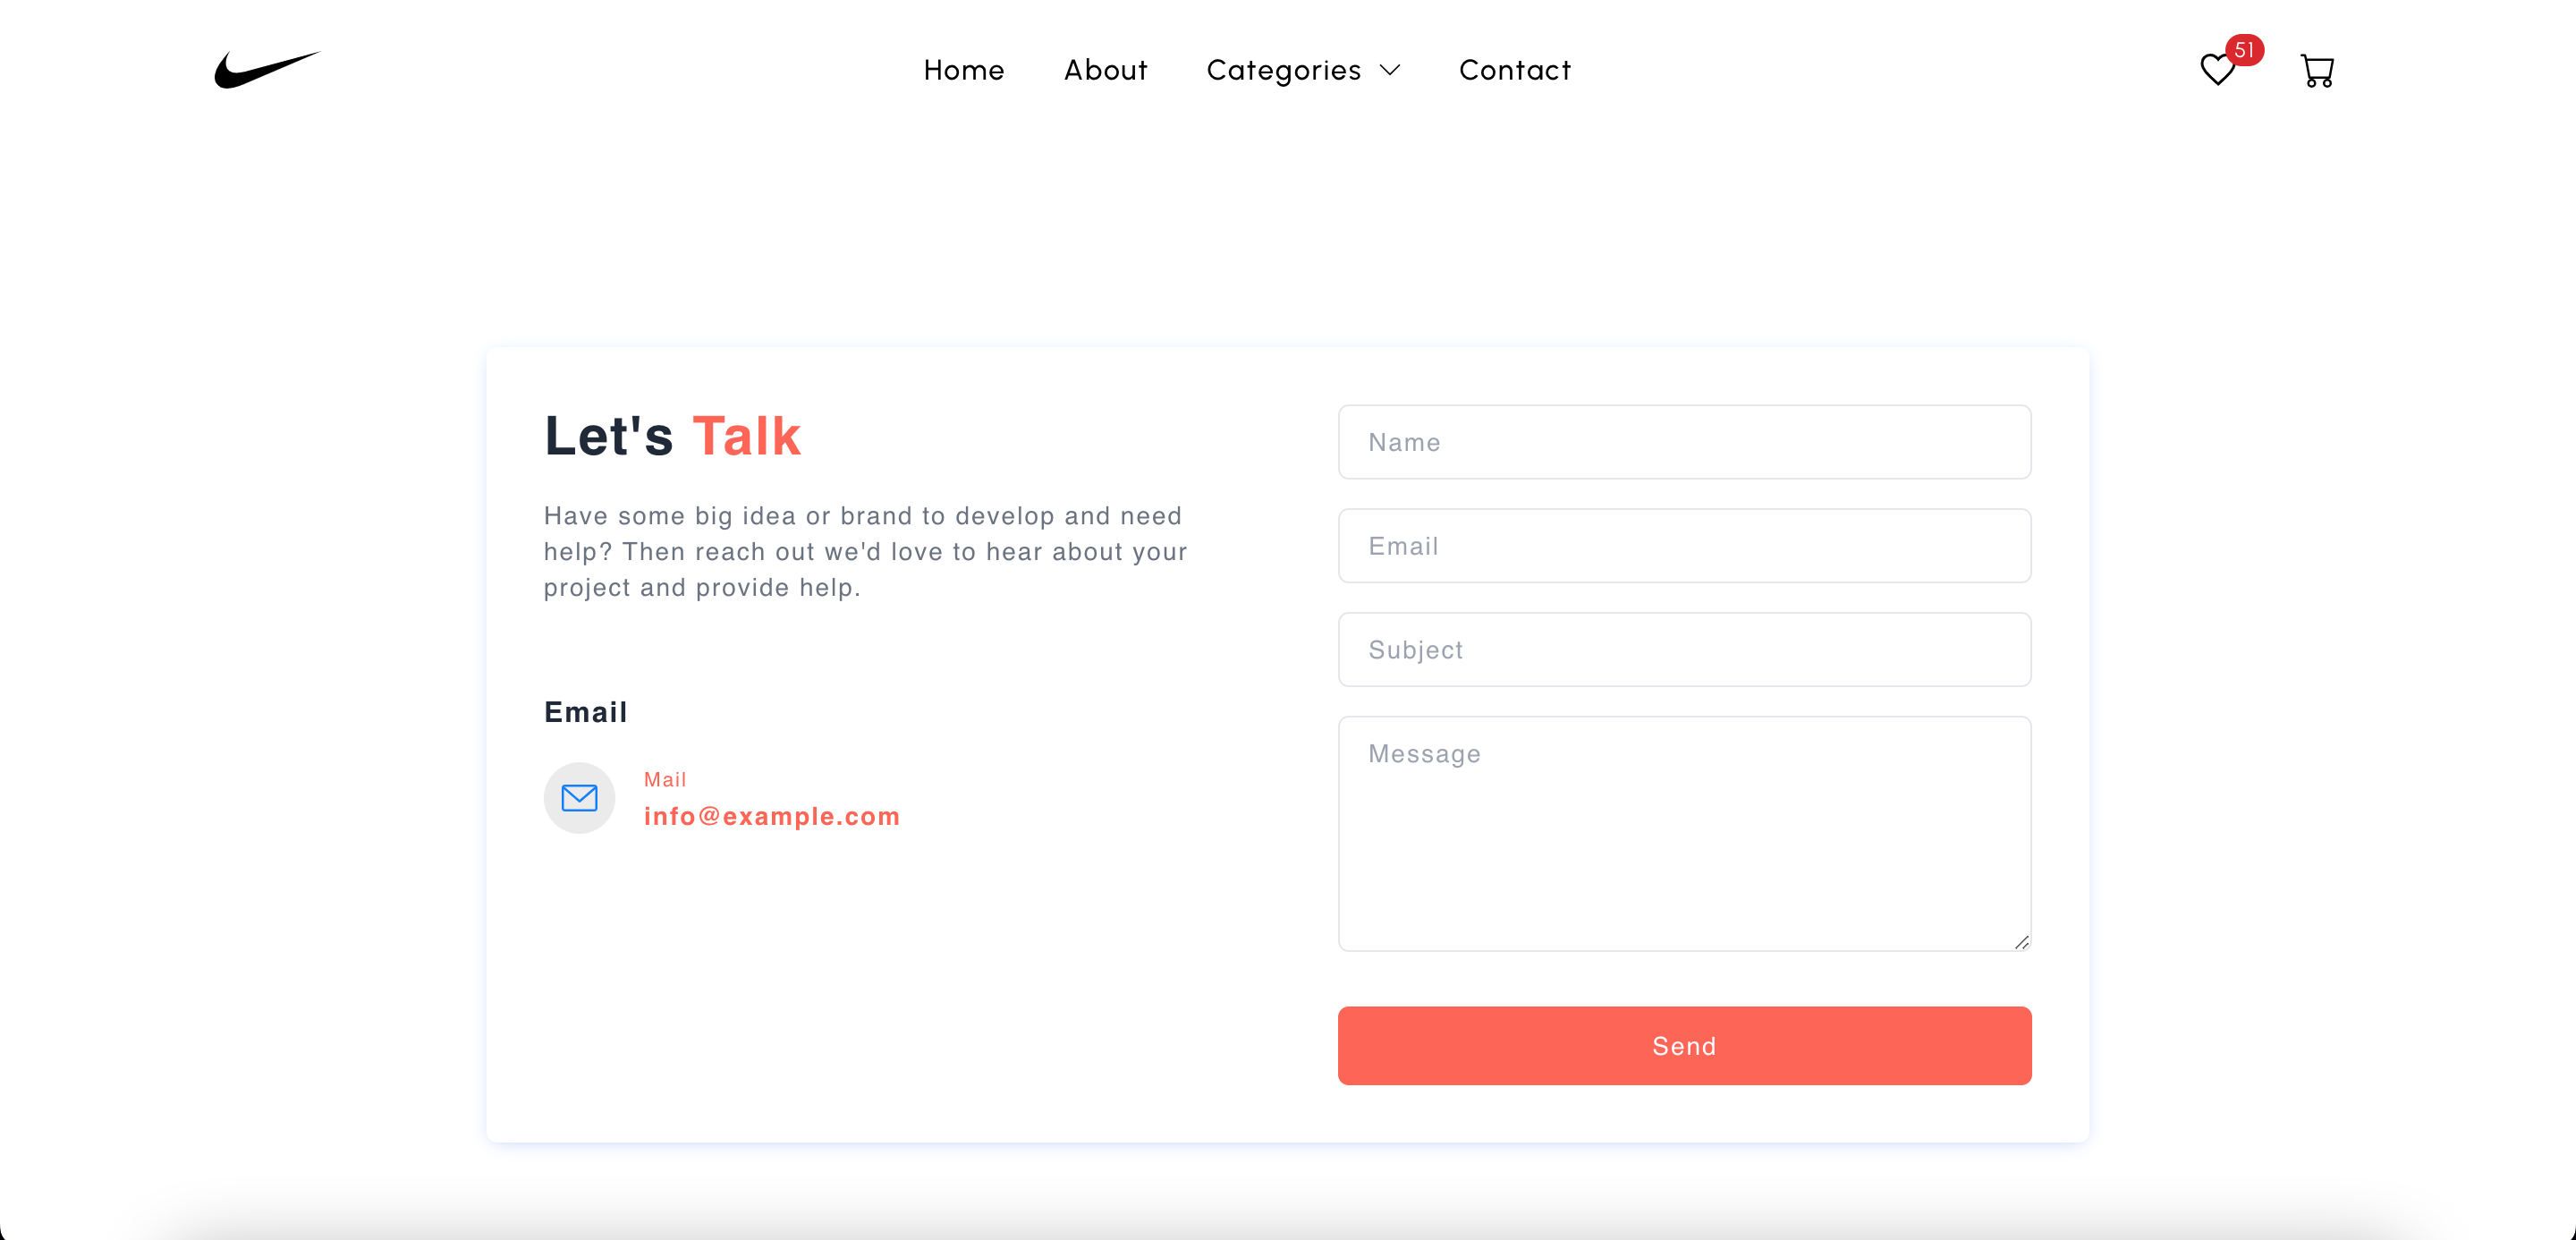 Home
About
Categories
Contact
51
Let's Talk
Have some big idea or brand to develop and need
help? Then reach out we'd love to hear about your
project and provide help.
Email
Mail
info@example.com
Name
Email
Subject
Message
Send